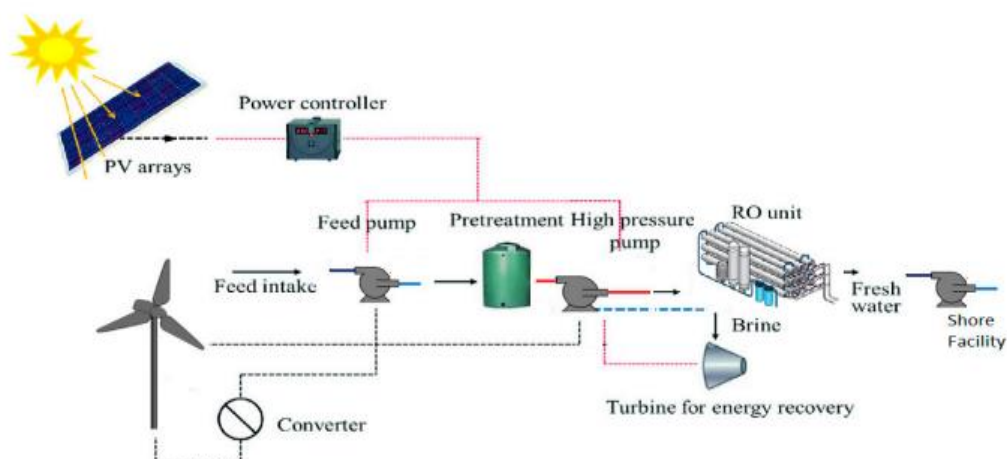 Power controller
PV arrays
Feed pump
Pretreatment
High pressure
pump
RO unit
Feed intake
Fresh
water
Shore
Facility
Brine
Turbine for energy recovery
Converter